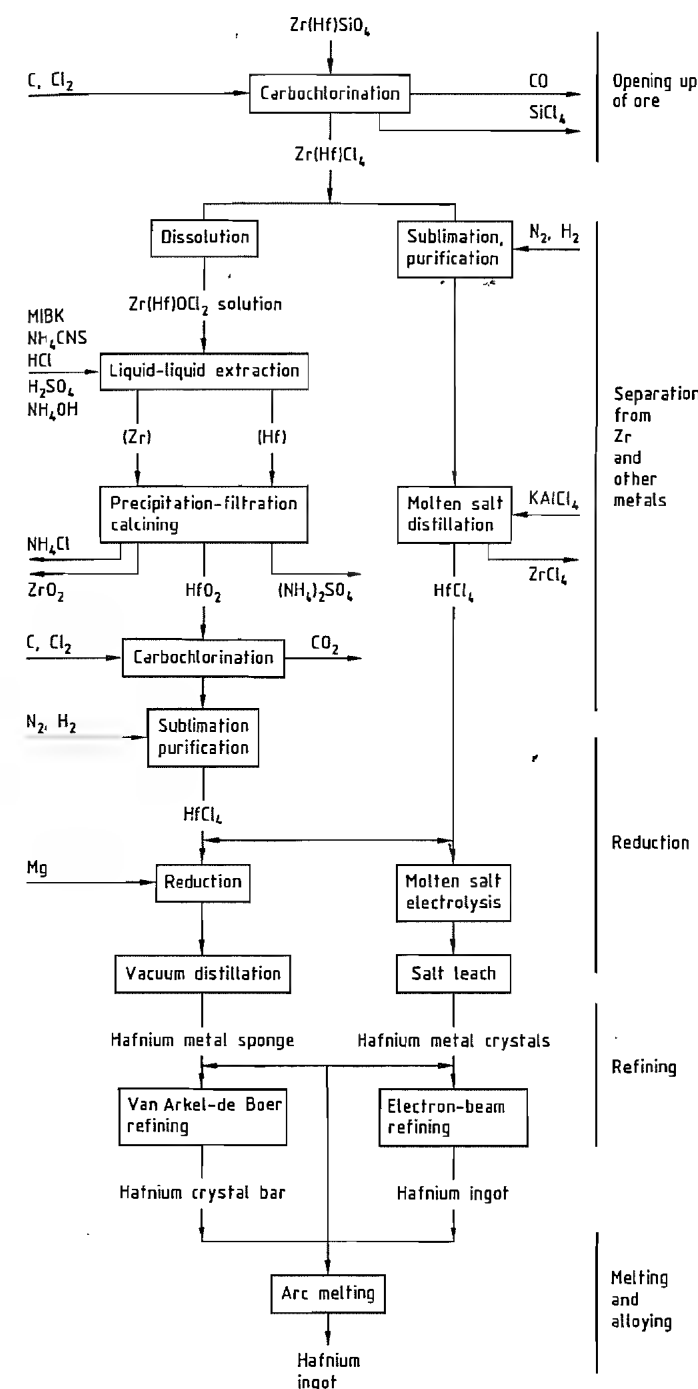 Zr(Hf)SiO₄
C, Cl₂
Carbochlorination
CO
SiCl₄
Opening up
of ore
Zr(Hf)Cl₄
Dissolution
Sublimation,
purification
N₂, H₂
Zr(Hf)OCl₂ solution
MIBK
NH₄CNS
HCl
H₂SO₄
NH₄OH
Liquid-liquid extraction
(Zr)
(Hf)
Separation
from
Zr
and
other
metals
Precipitation-filtration
calcining
Molten salt
distillation
KAlCl₄
NH₄Cl
ZrO₂
HfO₂
(NH₄)₂SO₄
HfCl₄
ZrCl₄
C, Cl₂
Carbochlorination
CO₂
N₂, H₂
Sublimation
purification
HfCl₄
Reduction
Mg
Reduction
Molten salt
electrolysis
Vacuum distillation
Salt leach
Hafnium metal sponge
Hafnium metal crystals
Refining
Van Arkel-de Boer
refining
Electron-beam
refining
Hafnium crystal bar
Hafnium ingot
Arc melting
Melting
and
alloying
Hafnium
ingot